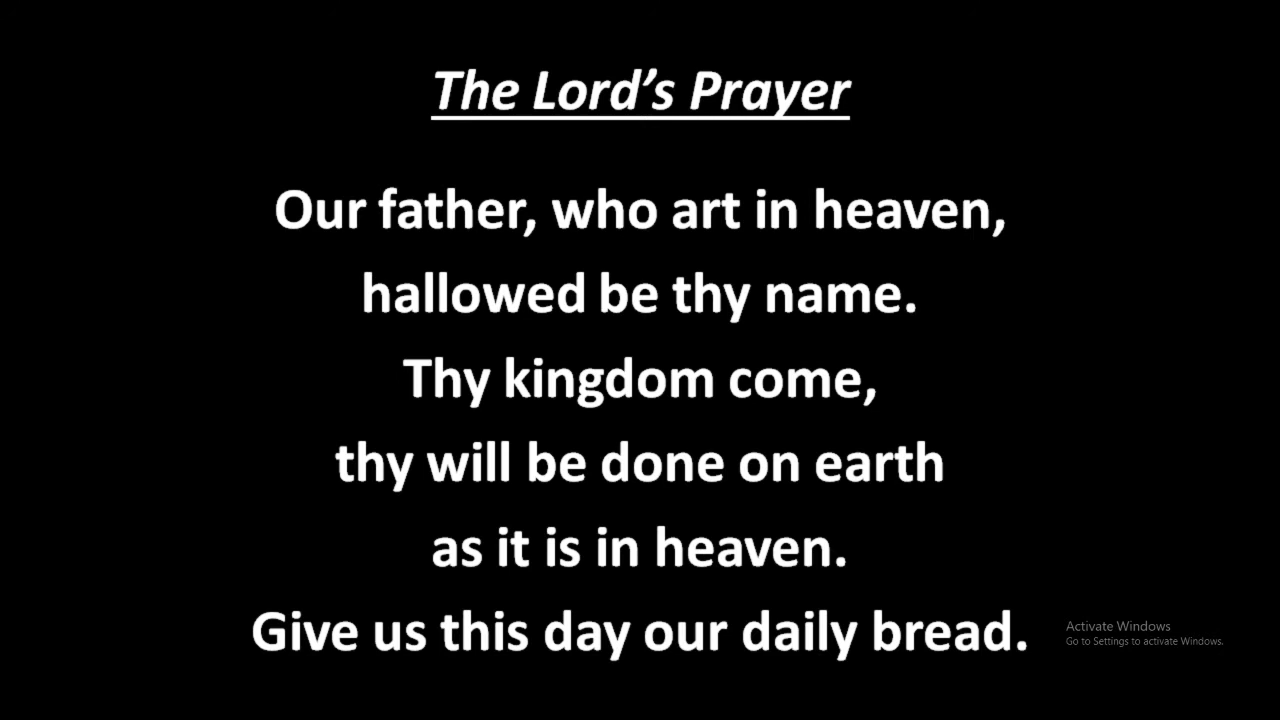 The Lord’s Prayer
Our father, who art in heaven,
hallowed be thy name.
Thy kingdom come,
thy will be done on earth
as it is in heaven.
Give us this day our daily bread.
Activate Windows
Go to Settings to activate Windows.